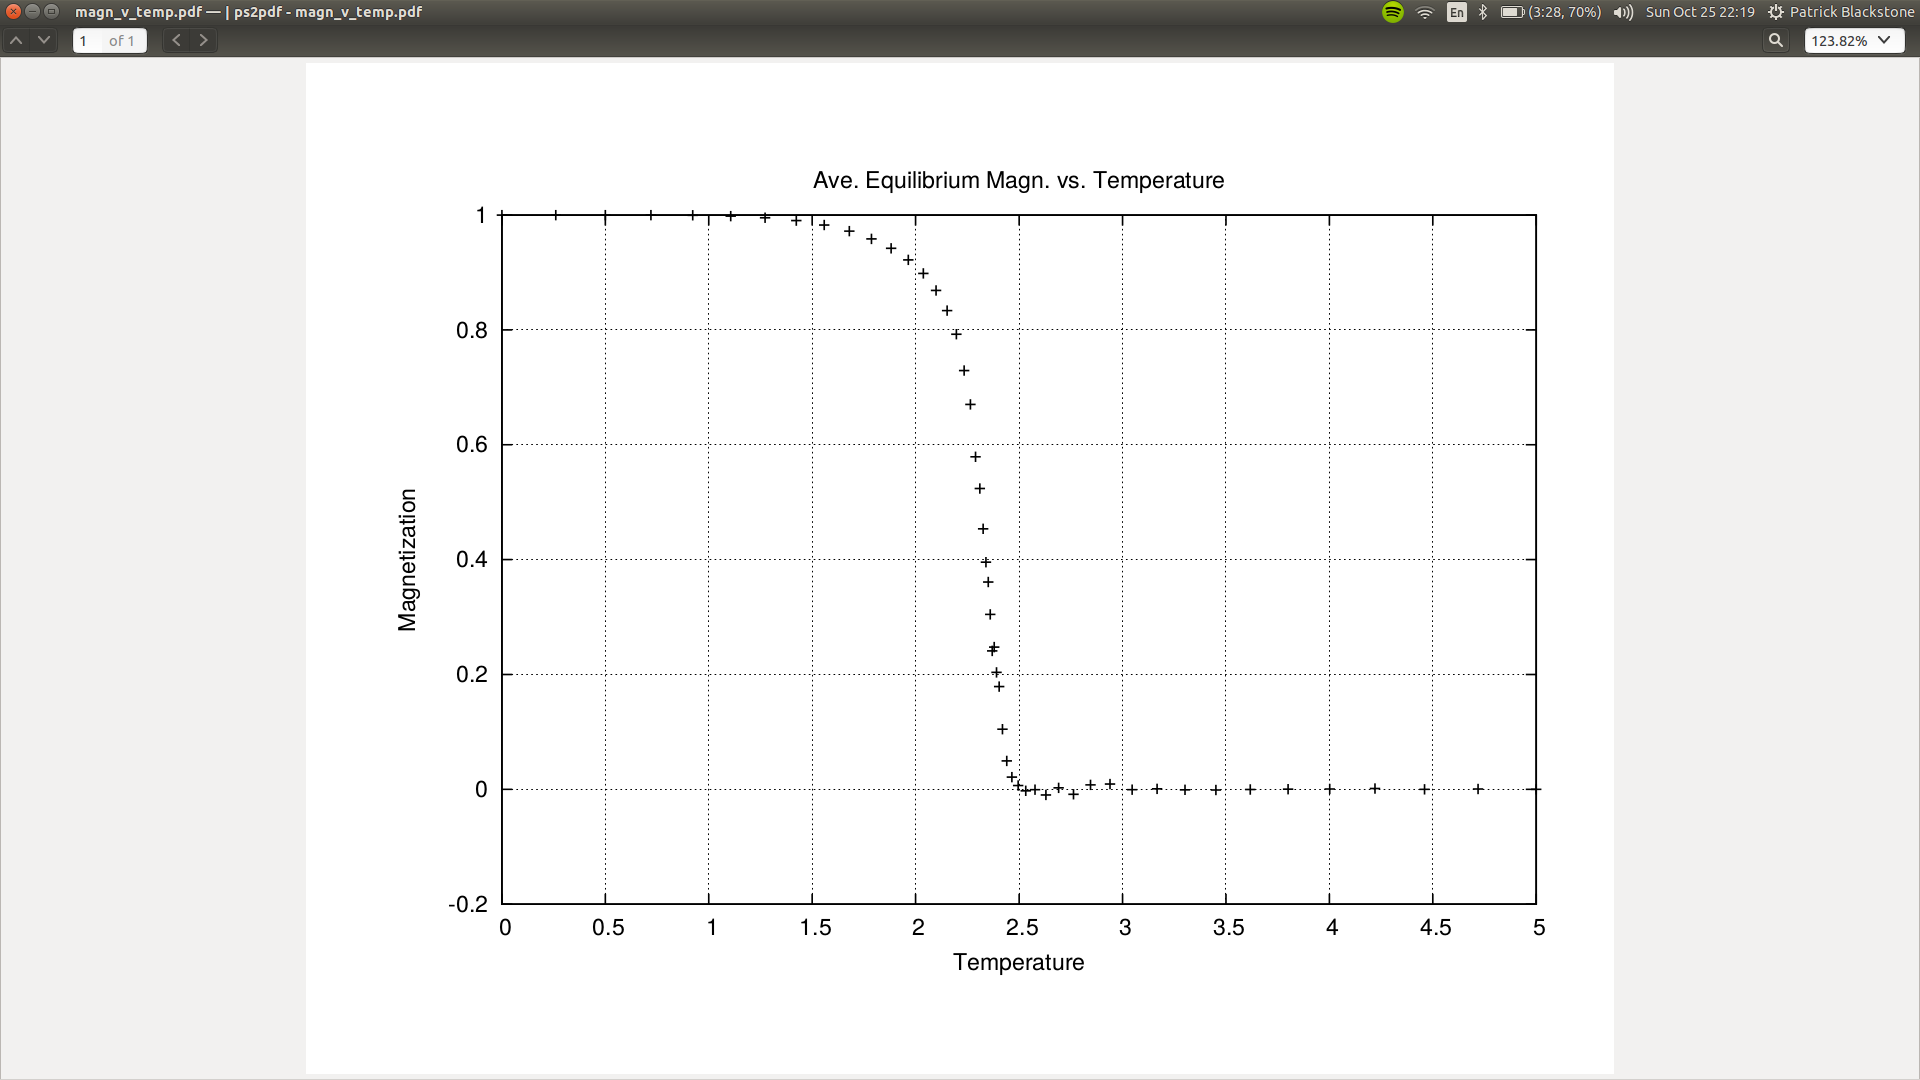 magn_v_temp.pdf — | ps2pdf - magn_v_temp.pdf
En (3:28, 70%) Sun Oct 25 22:19 Patrick Blackstone
1 of 1
123.82%
Ave. Equilibrium Magn. vs. Temperature
1
0.8
0.6
0.4
0.2
0
-0.2
Magnetization
0 0.5 1 1.5 2 2.5 3 3.5 4 4.5 5
Temperature